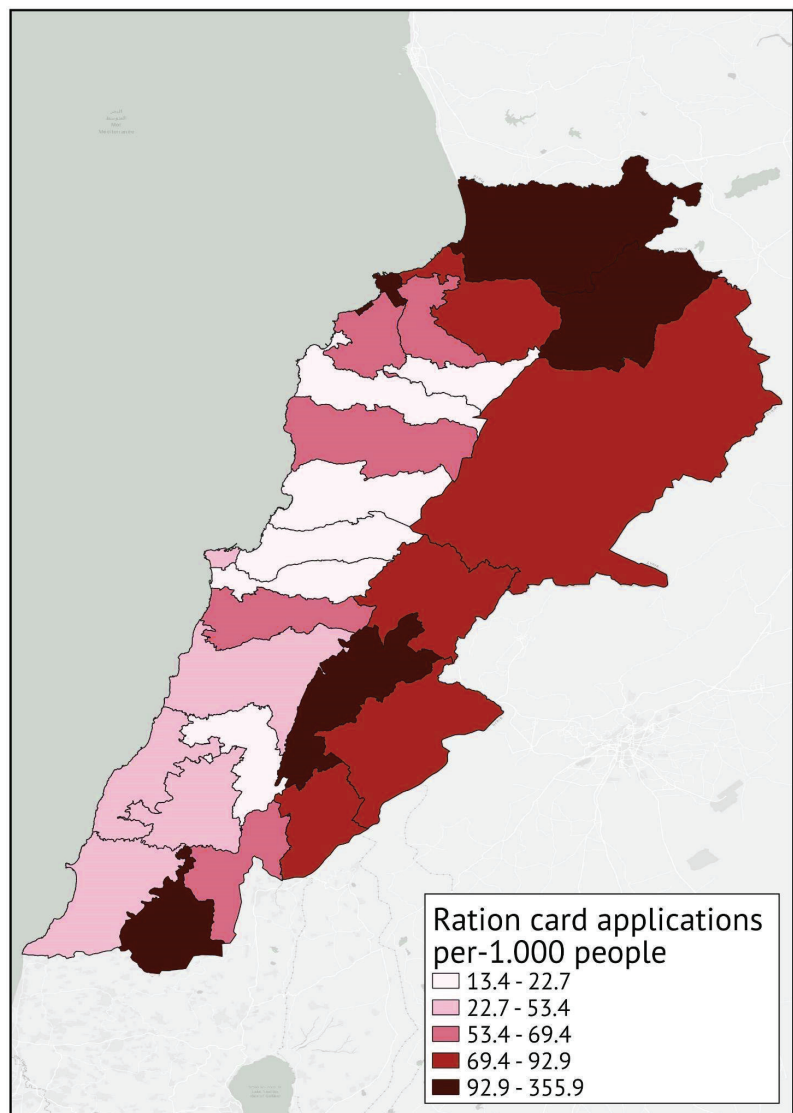 Ration card applications
per-1.000 people
13.4 - 22.7
22.7 - 53.4
53.4 - 69.4
69.4 - 92.9
92.9 - 355.9